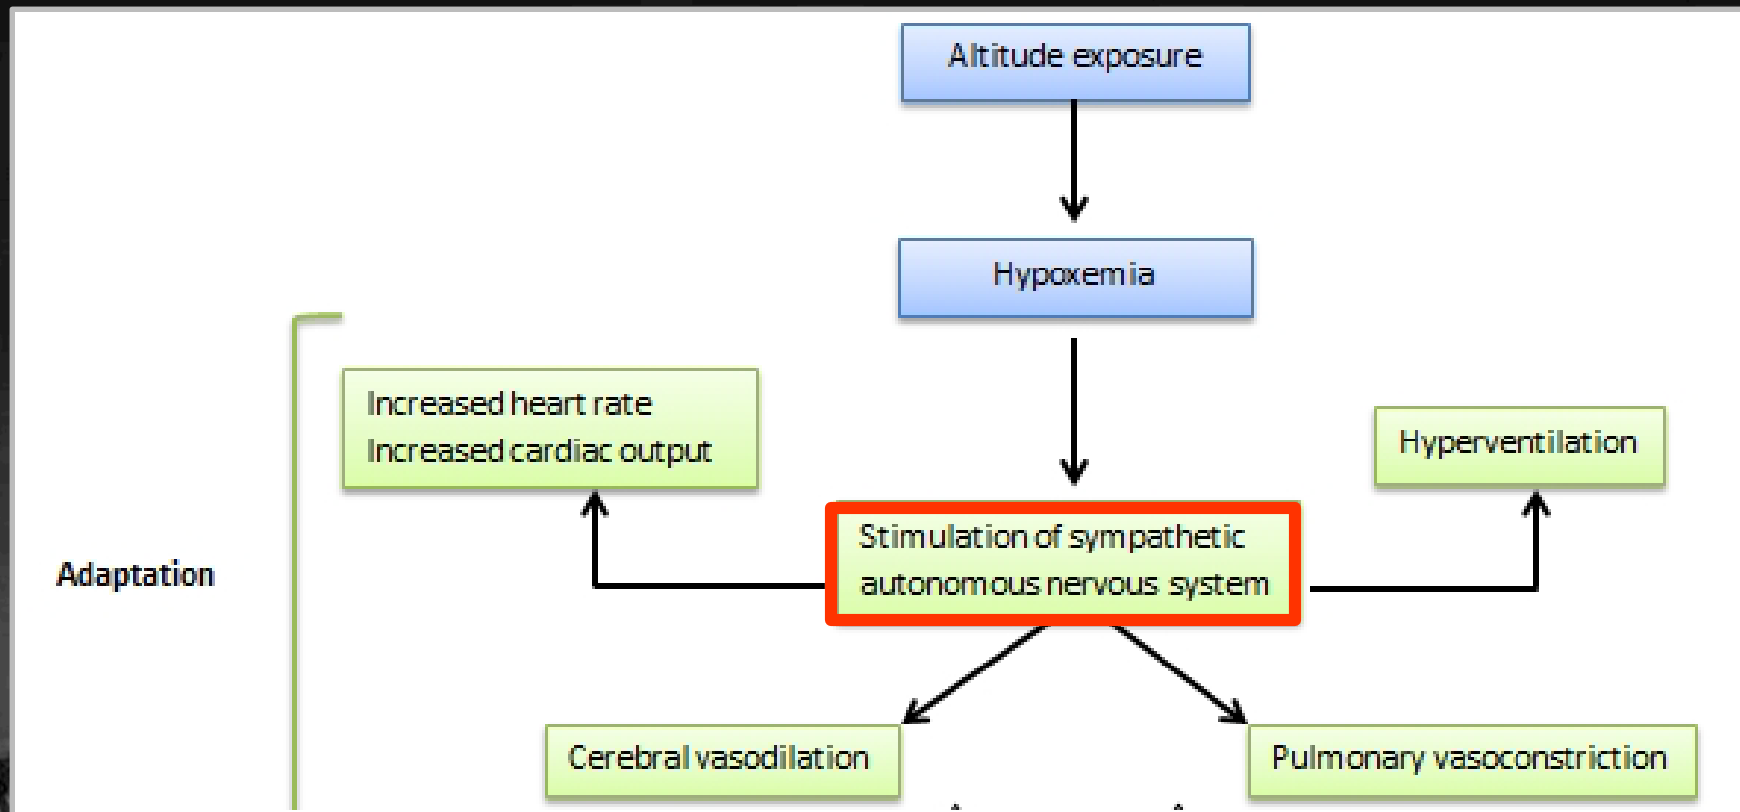 Altitude exposure
Hypoxemia
Increased heart rate
Increased cardiac output
Hyperventilation
Stimulation of sympathetic
autonomous nervous system
Adaptation
Cerebral vasodilation
Pulmonary vasoconstriction